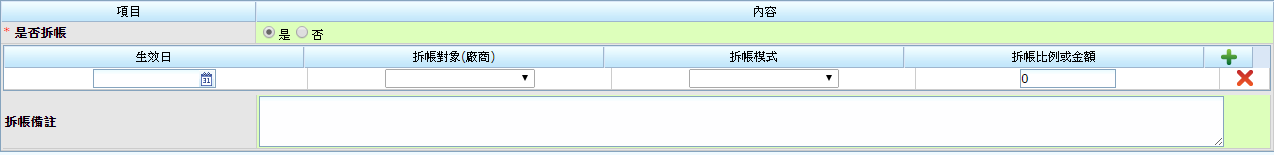 項目 內容
* 是否拆帳 是 否
生效日 拆帳對象(廠商) 拆帳模式 拆帳比例或金額
31 0
拆帳備註